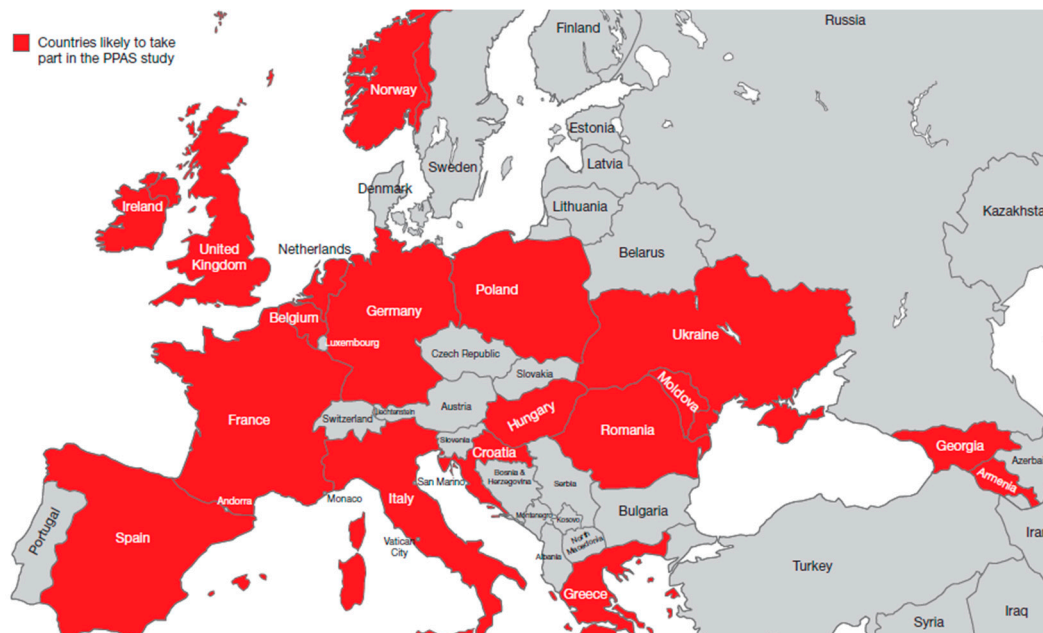 Countries likely to take
part in the PPAS study
Finland
Russia
Norway
Estonia
Sweden
Latvia
Denmark
Lithuania
Kazakhsta
Ireland
United
Kingdom
Netherlands
Belarus
Poland
Belgium
Germany
Ukraine
Luxembourg
Czech Republic
Slovakia
Moldova
Austria
Liechtenstein
Switzerland
Hungary
France
Romania
Slovenia
Croatia
Georgia
Azerbai
Bosnia &
Herzegovina
San Marino
Serbia
Armenia
Andorra
Monaco
Italy
Montenegro
Kosovo
Bulgaria
Portugal
Spain
Vatican
City
North
Macedonia
Albania
Iran
Turkey
Greece
Syria
Iraq